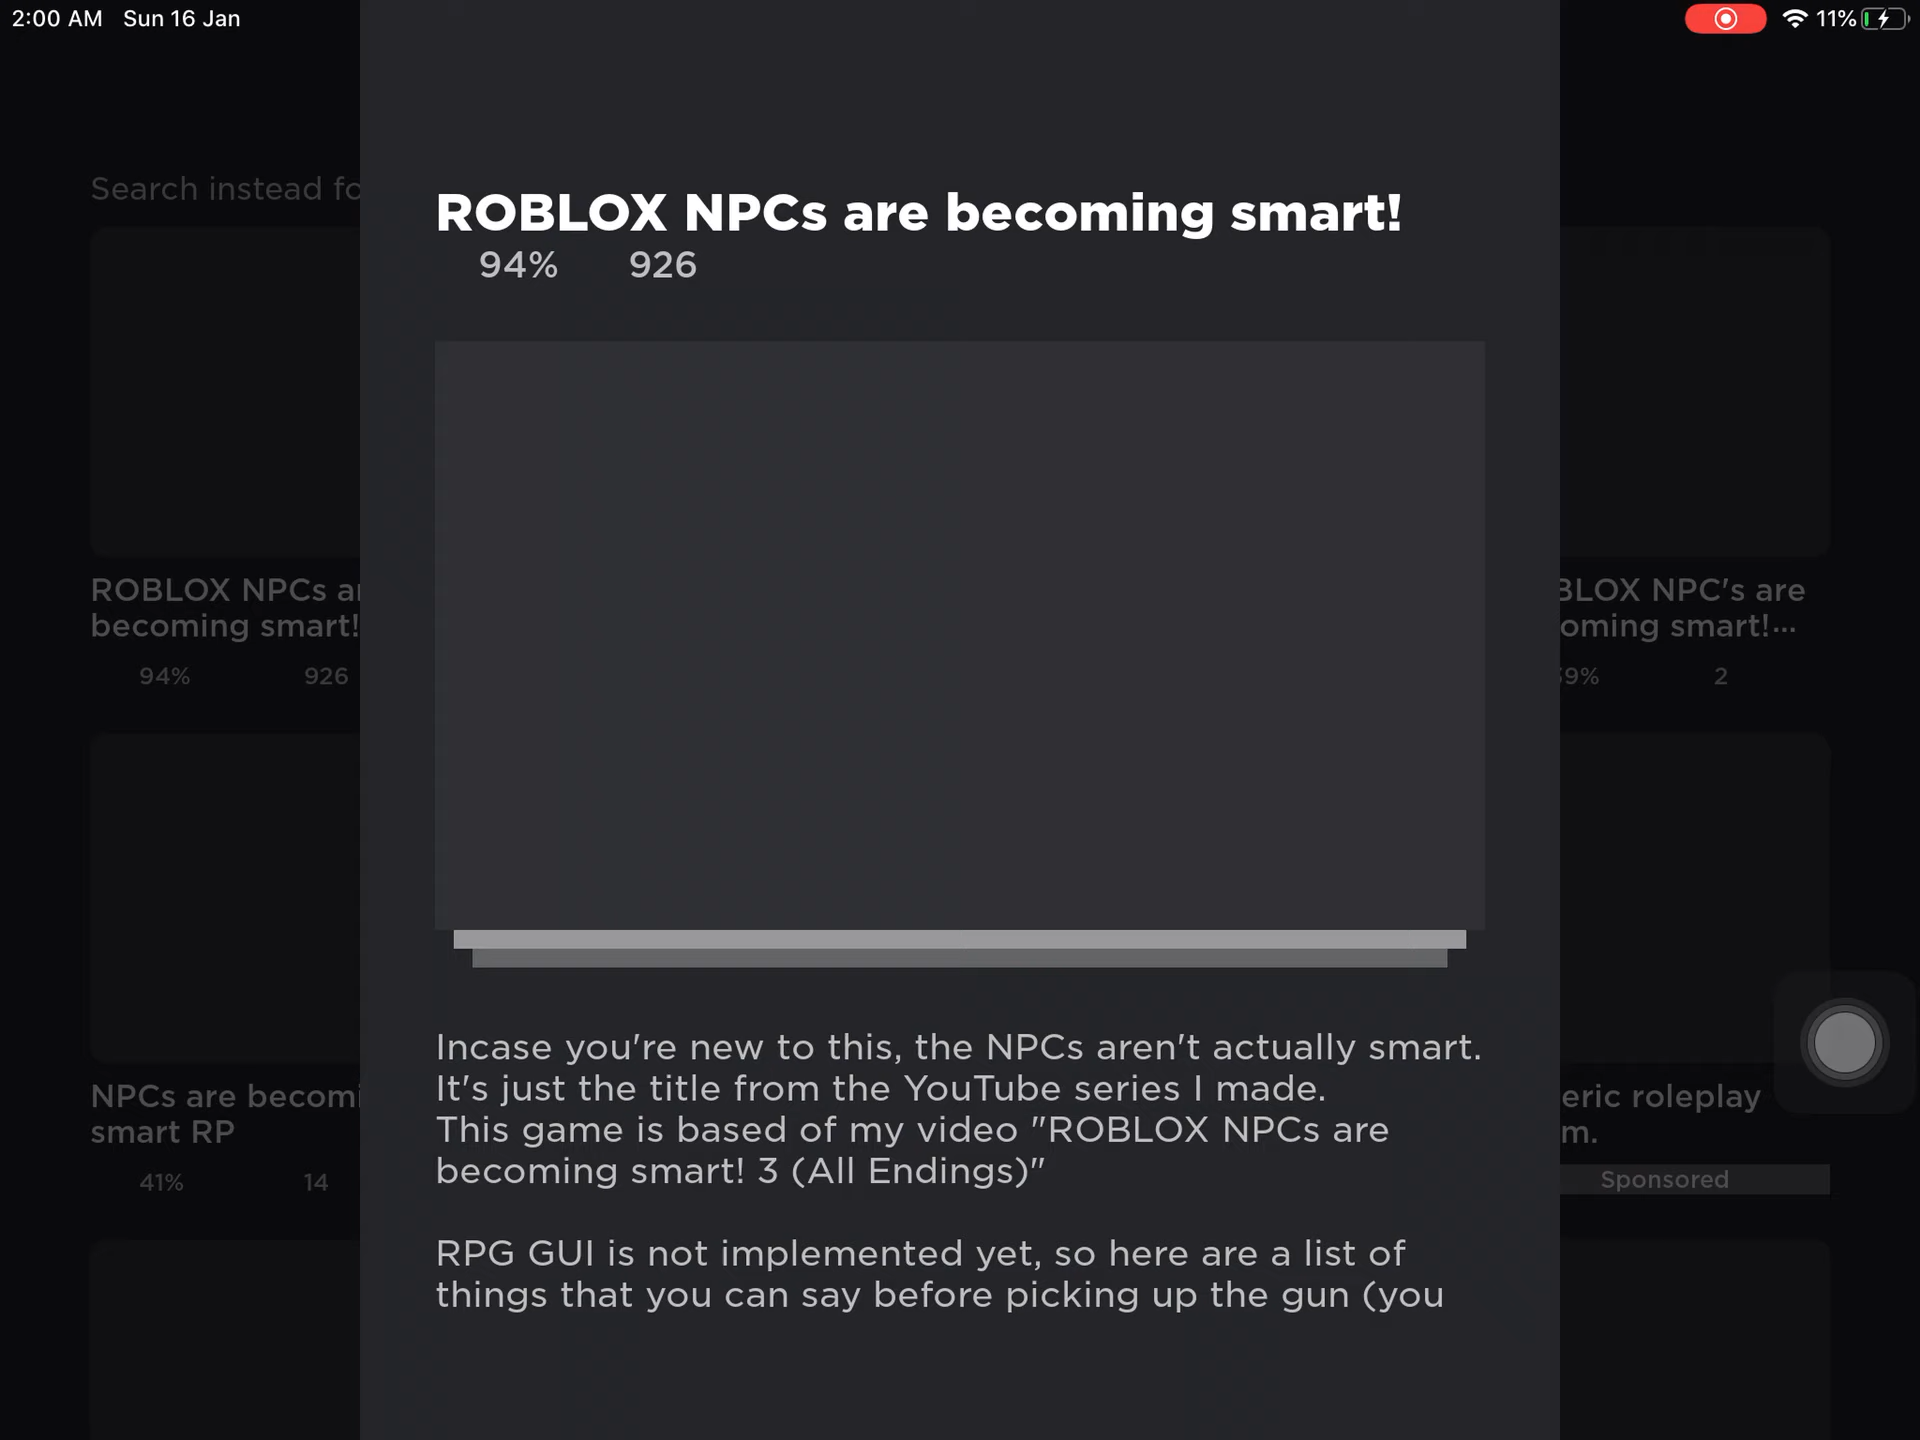 2:00 AM Sun 16 Jan
11%
Search instead fo
ROBLOX NPCs are becoming smart!
94% 926
ROBLOX NPCs ar
becoming smart!
94% 926
BLOX NPC's are
oming smart!...
59% 2
Incase you're new to this, the NPCs aren't actually smart.
It's just the title from the YouTube series I made.
This game is based of my video "ROBLOX NPCs are
becoming smart! 3 (All Endings)"
RPG GUI is not implemented yet, so here are a list of
things that you can say before picking up the gun (you
NPCs are becomi
smart RP
41% 14
eric roleplay
m.
Sponsored